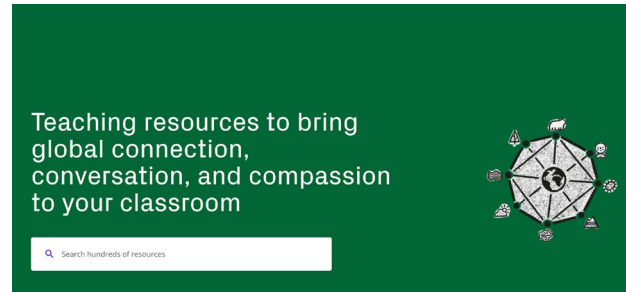 Teaching resources to bring
global connection,
conversation, and compassion
to your classroom
Search hundreds of resources